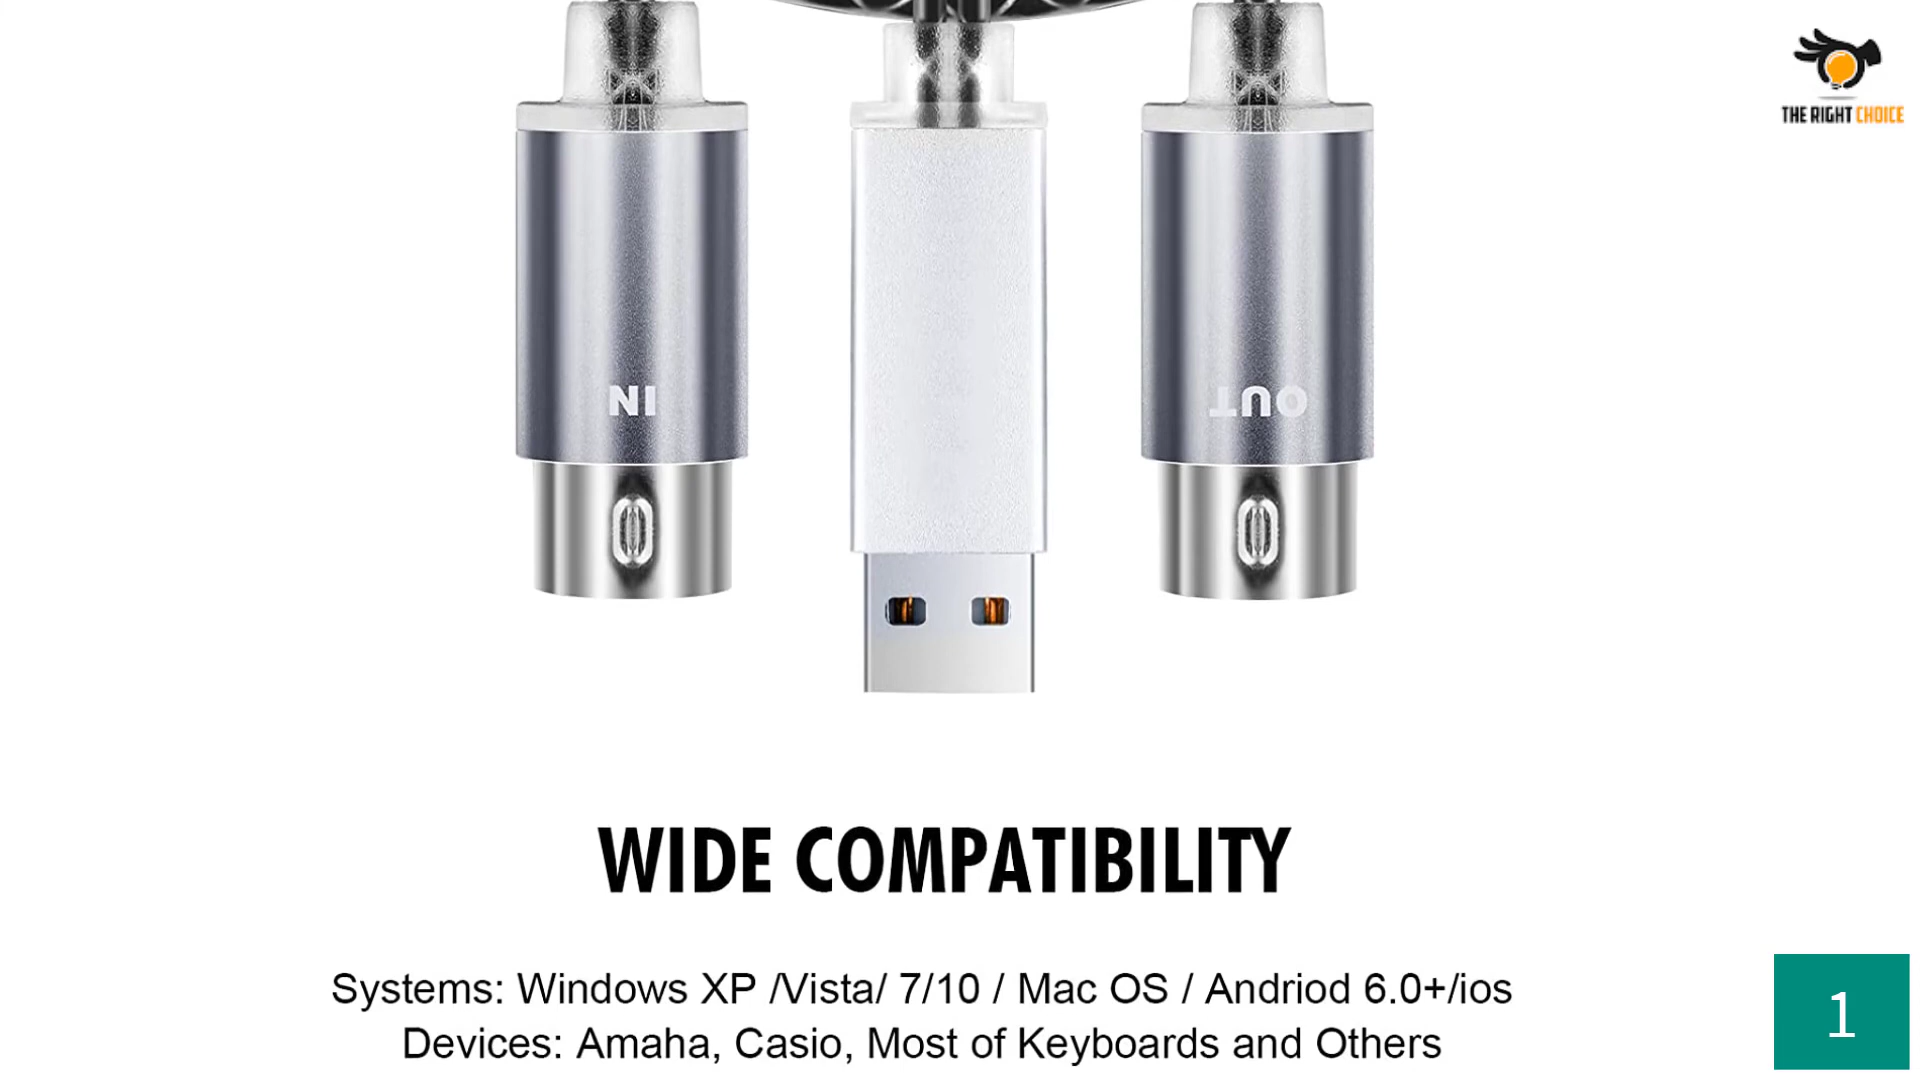 THE RIGHT CHOICE
IN
OUT
WIDE COMPATIBILITY
Systems: Windows XP /Vista/ 7/10 / Mac OS / Andriod 6.0+/ios
Devices: Amaha, Casio, Most of Keyboards and Others
1